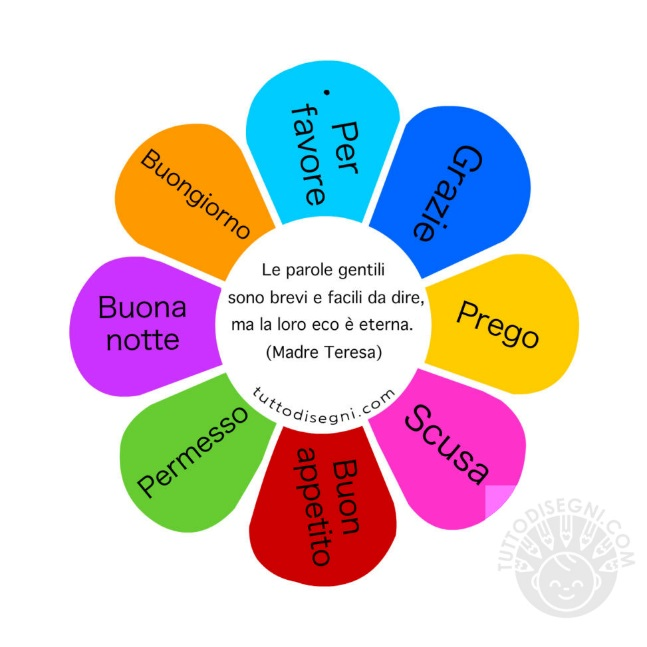 Per
favore
Grazie
Prego
Scusa
Buon
appetito
Permesso
Buona
notte
Buongiorno
Le parole gentili
sono brevi e facili da dire,
ma la loro eco è eterna.
(Madre Teresa)
tuttodisegni.com
TUTTODISEGNI.COM